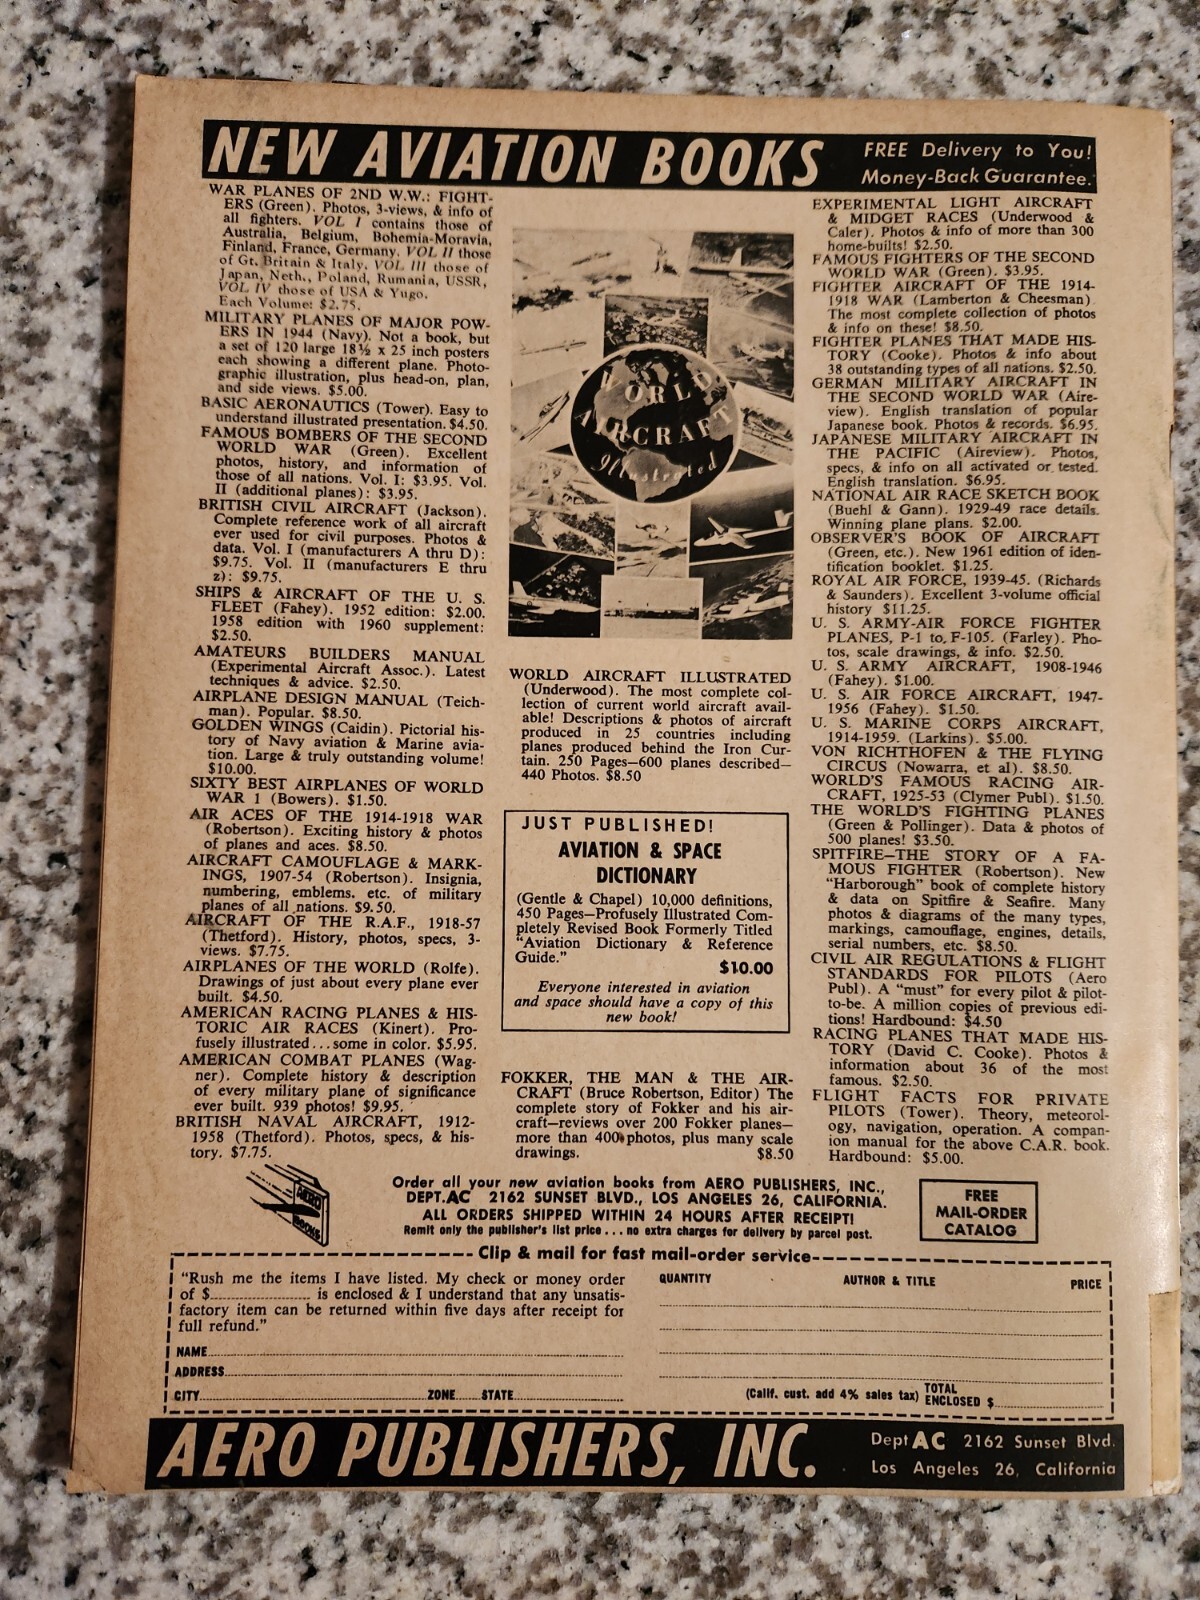 NEW AVIATION BOOKS
FREE Delivery to You!
Money-Back Guarantee.
WAR PLANES OF 2ND W.W.: FIGHT-
ERS (Green). Photos, 3-views, & info of
all fighters. VOL I contains those of
Australia, Belgium, Bohemia-Moravia,
Finland, France, Germany. VOL II those
of Gt. Britain & Italy. VOL III those of
Japan, Neth., Poland, Rumania, USSR,
VOL IV those of USA & Yugo.
Each Volume: $2.75.
MILITARY PLANES OF MAJOR POW-
ERS IN 1944 (Navy). Not a book, but
a set of 120 large 18½ x 25 inch posters
each showing a different plane. Photo-
graphic illustration, plus head-on, plan,
and side views. $5.00.
BASIC AERONAUTICS (Tower). Easy to
understand illustrated presentation. $4.50.
FAMOUS BOMBERS OF THE SECOND
WORLD WAR (Green). Excellent
photos, history, and information of
those of all nations. Vol. I: $3.95. Vol.
II (additional planes): $3.95.
BRITISH CIVIL AIRCRAFT (Jackson).
Complete reference work of all aircraft
ever used for civil purposes. Photos &
data. Vol. I (manufacturers A thru D):
$9.75. Vol. II (manufacturers E thru
z): $9.75.
SHIPS & AIRCRAFT OF THE U. S.
FLEET (Fahey). 1952 edition: $2.00.
1958 edition with 1960 supplement:
$2.50.
AMATEURS BUILDERS MANUAL
(Experimental Aircraft Assoc.). Latest
techniques & advice. $2.50.
AIRPLANE DESIGN MANUAL (Teich-
man). Popular. $8.50.
GOLDEN WINGS (Caidin). Pictorial his-
tory of Navy aviation & Marine avia-
tion. Large & truly outstanding volume!
$10.00.
SIXTY BEST AIRPLANES OF WORLD
WAR 1 (Bowers). $1.50.
AIR ACES OF THE 1914-1918 WAR
(Robertson). Exciting history & photos
of planes and aces. $8.50.
AIRCRAFT CAMOUFLAGE & MARK-
INGS, 1907-54 (Robertson). Insignia,
numbering, emblems. etc. of military
planes of all nations. $9.50.
AIRCRAFT OF THE R.A.F., 1918-57
(Thetford). History, photos, specs, 3-
views. $7.75.
AIRPLANES OF THE WORLD (Rolfe).
Drawings of just about every plane ever
built. $4.50.
AMERICAN RACING PLANES & HIS-
TORIC AIR RACES (Kinert). Pro-
fusely illustrated...some in color. $5.95.
AMERICAN COMBAT PLANES (Wag-
ner). Complete history & description
of every military plane of significance
ever built. 939 photos! $9.95.
BRITISH NAVAL AIRCRAFT, 1912-
1958 (Thetford). Photos, specs, & his-
tory. $7.75.
WORLD
AIRCRAFT
Illustrated
WORLD AIRCRAFT ILLUSTRATED
(Underwood). The most complete col-
lection of current world aircraft avail-
able! Descriptions & photos of aircraft
produced in 25 countries including
planes produced behind the Iron Cur-
tain. 250 Pages—600 planes described—
440 Photos. $8.50
JUST PUBLISHED!
AVIATION & SPACE
DICTIONARY
(Gentle & Chapel) 10,000 definitions,
450 Pages—Profusely Illustrated Com-
pletely Revised Book Formerly Titled
"Aviation Dictionary & Reference
Guide."
$10.00
Everyone interested in aviation
and space should have a copy of this
new book!
FOKKER, THE MAN & THE AIR-
CRAFT (Bruce Robertson, Editor) The
complete story of Fokker and his air-
craft—reviews over 200 Fokker planes—
more than 400 photos, plus many scale
drawings. $8.50
EXPERIMENTAL LIGHT AIRCRAFT
& MIDGET RACES (Underwood &
Caler). Photos & info of more than 300
home-builts! $2.50.
FAMOUS FIGHTERS OF THE SECOND
WORLD WAR (Green). $3.95.
FIGHTER AIRCRAFT OF THE 1914-
1918 WAR (Lamberton & Cheesman)
The most complete collection of photos
& info on these! $8.50.
FIGHTER PLANES THAT MADE HIS-
TORY (Cooke). Photos & info about
38 outstanding types of all nations. $2.50.
GERMAN MILITARY AIRCRAFT IN
THE SECOND WORLD WAR (Aire-
view). English translation of popular
Japanese book. Photos & records. $6.95.
JAPANESE MILITARY AIRCRAFT IN
THE PACIFIC (Aireview). Photos,
specs, & info on all activated or tested.
English translation. $6.95.
NATIONAL AIR RACE SKETCH BOOK
(Buehl & Gann). 1929-49 race details.
Winning plane plans. $2.00.
OBSERVER'S BOOK OF AIRCRAFT
(Green, etc.). New 1961 edition of iden-
tification booklet. $1.25.
ROYAL AIR FORCE, 1939-45. (Richards
& Saunders). Excellent 3-volume official
history $11.25.
U. S. ARMY-AIR FORCE FIGHTER
PLANES, P-1 to F-105. (Farley). Pho-
tos, scale drawings, & info. $2.50.
U. S. ARMY AIRCRAFT, 1908-1946
(Fahey). $1.00.
U. S. AIR FORCE AIRCRAFT, 1947-
1956 (Fahey). $1.50.
U. S. MARINE CORPS AIRCRAFT,
1914-1959. (Larkins). $5.00.
VON RICHTHOFEN & THE FLYING
CIRCUS (Nowarra, et al). $8.50.
WORLD'S FAMOUS RACING AIR-
CRAFT, 1925-53 (Clymer Publ). $1.50.
THE WORLD'S FIGHTING PLANES
(Green & Pollinger). Data & photos of
500 planes! $3.50.
SPITFIRE—THE STORY OF A FA-
MOUS FIGHTER (Robertson). New
"Harborough" book of complete history
& data on Spitfire & Seafire. Many
photos & diagrams of the many types,
markings, camouflage, engines, details,
serial numbers, etc. $8.50.
CIVIL AIR REGULATIONS & FLIGHT
STANDARDS FOR PILOTS (Aero
Publ). A "must" for every pilot & pilot-
to-be. A million copies of previous edi-
tions! Hardbound: $4.50
RACING PLANES THAT MADE HIS-
TORY (David C. Cooke). Photos &
information about 36 of the most
famous. $2.50.
FLIGHT FACTS FOR PRIVATE
PILOTS (Tower). Theory, meteorol-
ogy, navigation, operation. A compan-
ion manual for the above C.A.R. book.
Hardbound: $5.00.
AERO
BOOKS
Order all your new aviation books from AERO PUBLISHERS, INC.,
DEPT. AC 2162 SUNSET BLVD., LOS ANGELES 26, CALIFORNIA.
ALL ORDERS SHIPPED WITHIN 24 HOURS AFTER RECEIPT!
Remit only the publisher's list price... no extra charges for delivery by parcel post.
FREE
MAIL-ORDER
CATALOG
Clip & mail for fast mail-order service
"Rush me the items I have listed. My check or money order
of $ is enclosed & I understand that any unsatis-
factory item can be returned within five days after receipt for
full refund."
NAME
ADDRESS
CITY ZONE STATE
QUANTITY AUTHOR & TITLE PRICE
(Calif. cust. add 4% sales tax) TOTAL
ENCLOSED $
AERO PUBLISHERS, INC.
Dept AC 2162 Sunset Blvd.
Los Angeles 26, California